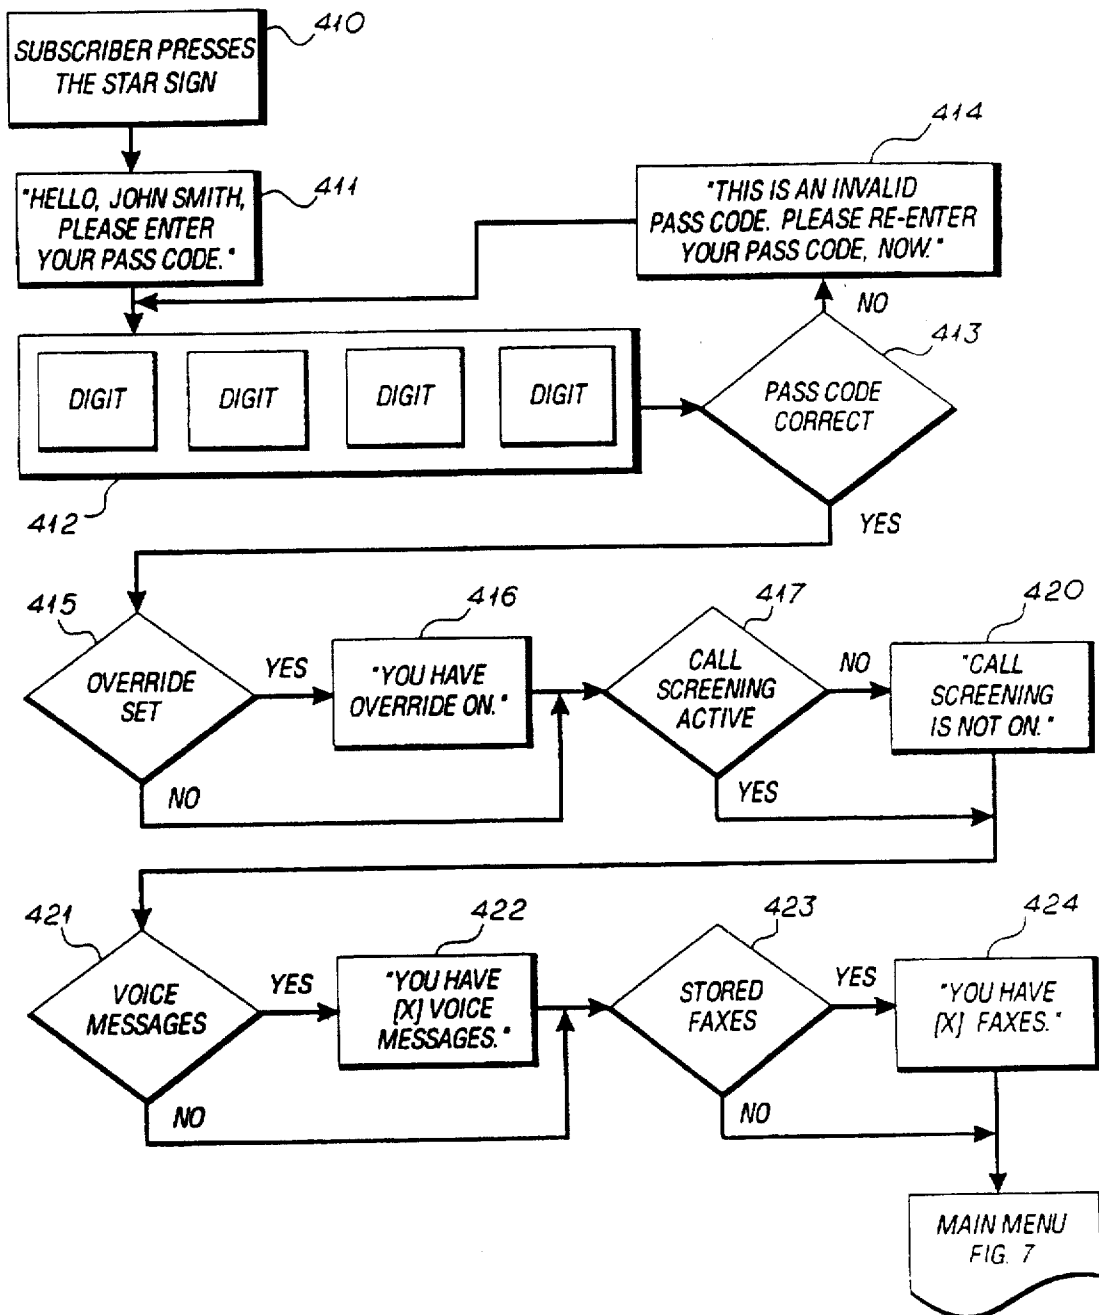 410
SUBSCRIBER PRESSES
THE STAR SIGN
411
"HELLO, JOHN SMITH,
PLEASE ENTER
YOUR PASS CODE."
414
"THIS IS AN INVALID
PASS CODE. PLEASE RE-ENTER
YOUR PASS CODE, NOW."
NO
413
PASS CODE
CORRECT
YES
DIGIT
DIGIT
DIGIT
DIGIT
412
415
OVERRIDE
SET
YES
NO
416
"YOU HAVE
OVERRIDE ON."
417
CALL
SCREENING
ACTIVE
NO
YES
420
"CALL
SCREENING
IS NOT ON."
421
VOICE
MESSAGES
YES
NO
422
"YOU HAVE
[X] VOICE
MESSAGES."
423
STORED
FAXES
YES
NO
424
"YOU HAVE
[X] FAXES."
MAIN MENU
FIG. 7